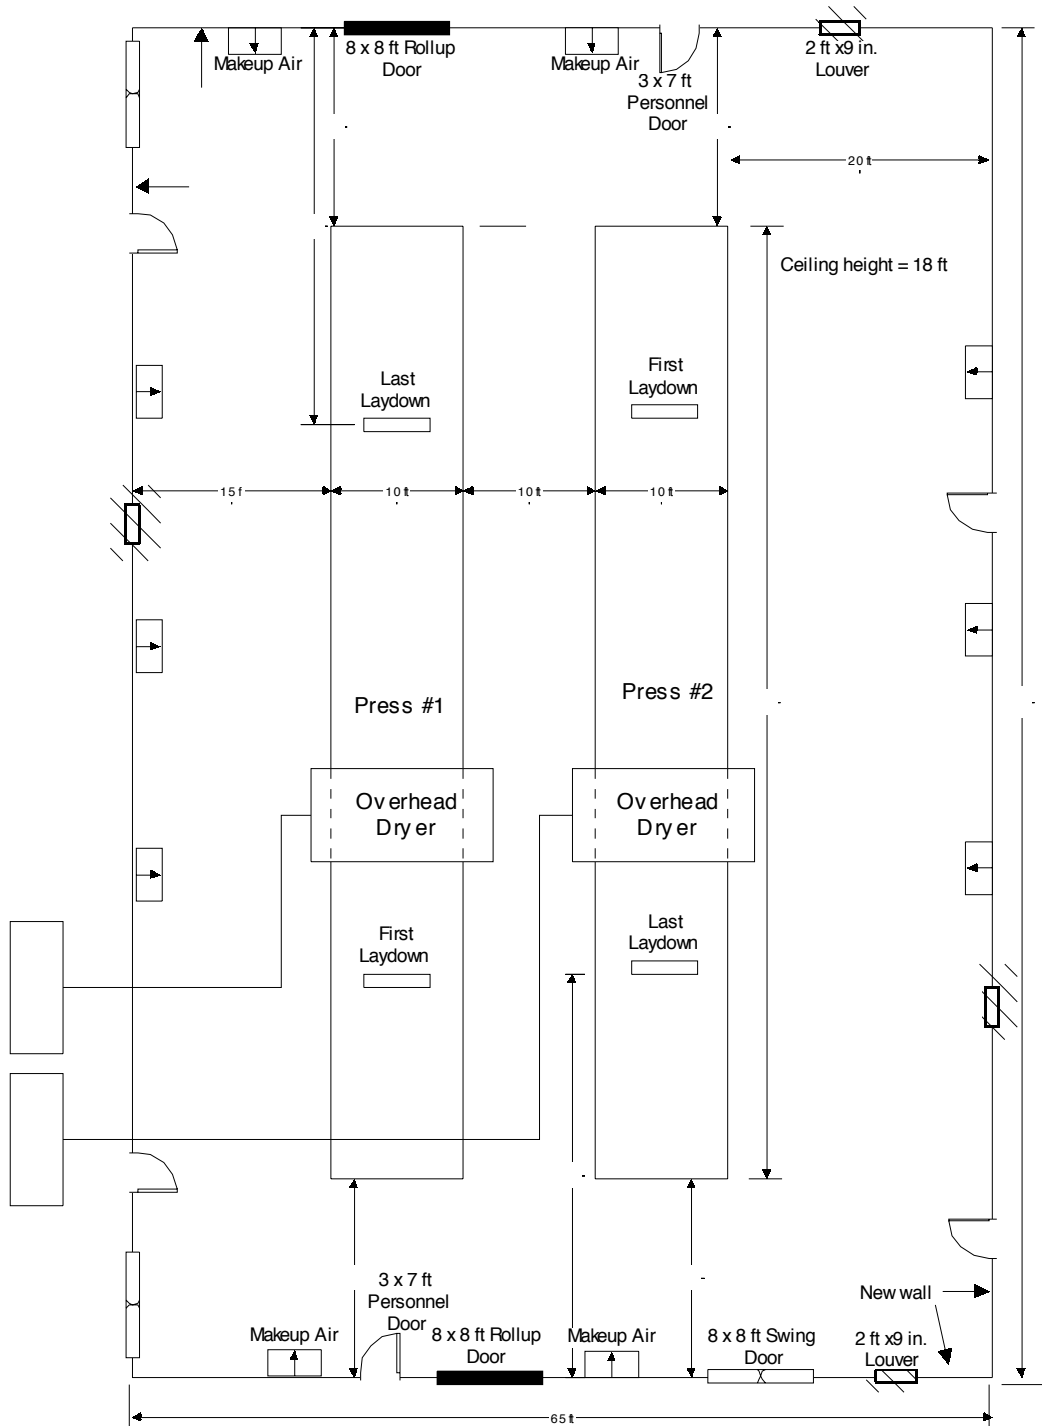 8 x 8 ft Rollup
Door
Makeup Air
Makeup Air
2 ft x9 in.
Louver
3 x 7 ft
Personnel
Door
20 ft
Ceiling height = 18 ft
Last
Laydown
First
Laydown
15 f
10 ft
10 ft
10 ft
Press #1
Press #2
Overhead
Dryer
Overhead
Dryer
First
Laydown
Last
Laydown
3 x 7 ft
Personnel
Door
New wall
Makeup Air
8 x 8 ft Rollup
Door
Makeup Air
8 x 8 ft Swing
Door
2 ft x9 in.
Louver
65 ft